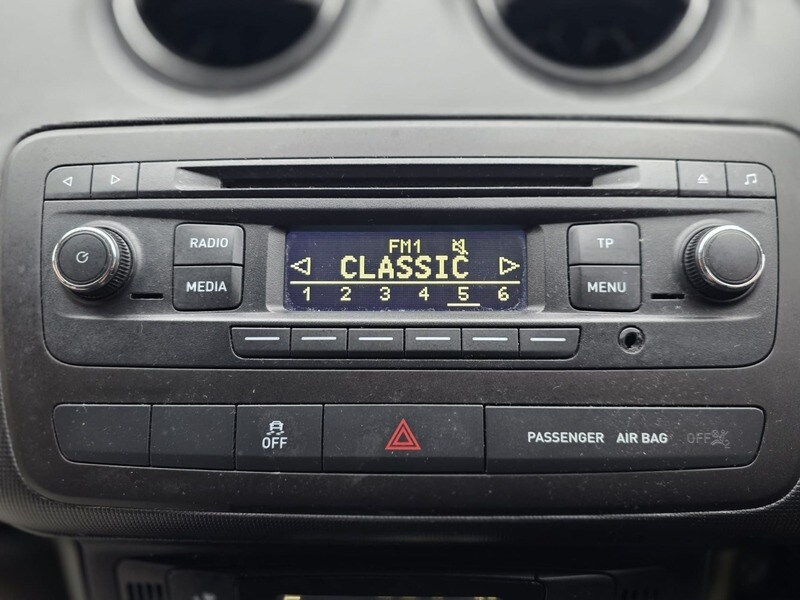 RADIO
FM1
TP
MEDIA
CLASSIC
MENU
1 2 3 4 5 6
OFF
PASSENGER AIR BAG OFF